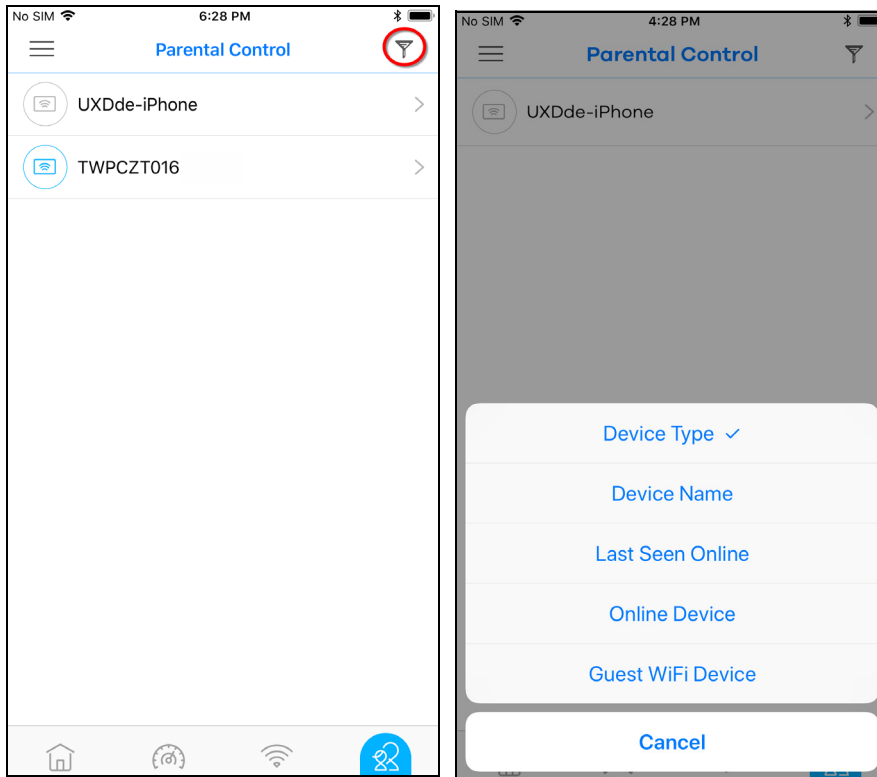 No SIM 6:28 PM
Parental Control
UXDde-iPhone
TWPCZT016
No SIM 4:28 PM
Parental Control
UXDde-iPhone
Device Type ✓
Device Name
Last Seen Online
Online Device
Guest WiFi Device
Cancel